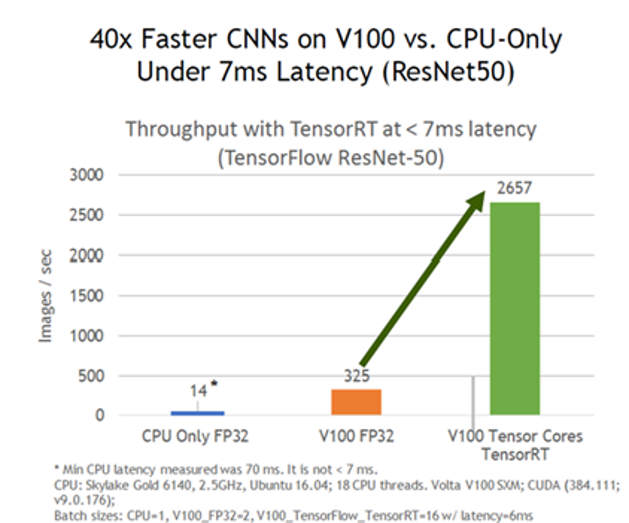 40x Faster CNNs on V100 vs. CPU-Only
Under 7ms Latency (ResNet50)
Throughput with TensorRT at < 7ms latency
(TensorFlow ResNet-50)
3000
2500
2000
1500
1000
500
0
Images / sec
14 *
325
2657
CPU Only FP32
V100 FP32
V100 Tensor Cores
TensorRT
* Min CPU latency measured was 70 ms. It is not < 7 ms.
CPU: Skylake Gold 6140, 2.5GHz, Ubuntu 16.04; 18 CPU threads. Volta V100 SXM; CUDA (384.111;
v9.0.176);
Batch sizes: CPU=1, V100_FP32=2, V100_TensorFlow_TensorRT=16 w/ latency=6ms